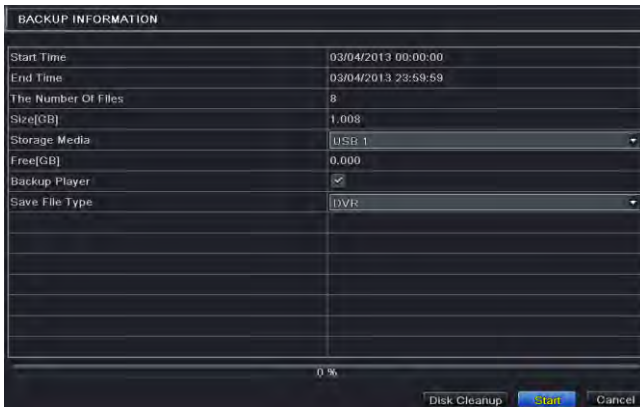 BACKUP INFORMATION
Start Time 03/04/2013 00:00:00
End Time 03/04/2013 23:59:59
The Number Of Files 8
Size[GB] 1.008
Storage Media USB 1
Free[GB] 0.000
Backup Player
Save File Type DVR
0 %
Disk Cleanup Start Cancel